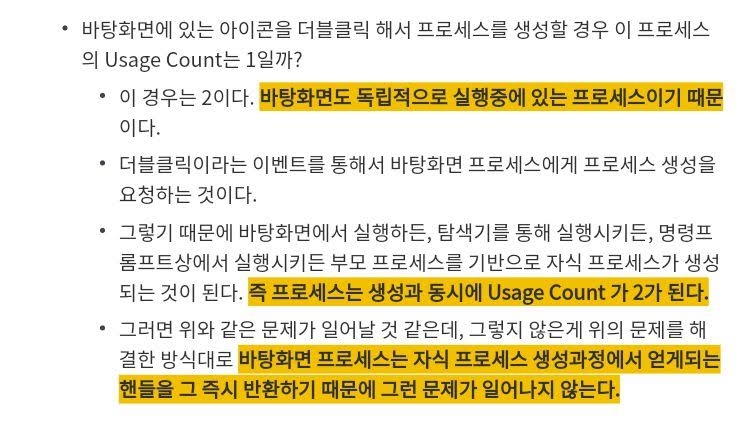 • 바탕화면에 있는 아이콘을 더블클릭 해서 프로세스를 생성할 경우 이 프로세스
의 Usage Count는 1일까?
• 이 경우는 2이다. 바탕화면도 독립적으로 실행중에 있는 프로세스이기 때문
이다.
• 더블클릭이라는 이벤트를 통해서 바탕화면 프로세스에게 프로세스 생성을
요청하는 것이다.
• 그렇기 때문에 바탕화면에서 실행하든, 탐색기를 통해 실행시키든, 명령프
롬프트상에서 실행시키든 부모 프로세스를 기반으로 자식 프로세스가 생성
되는 것이 된다. 즉 프로세스는 생성과 동시에 Usage Count 가 2가 된다.
• 그러면 위와 같은 문제가 일어날 것 같은데, 그렇지 않은게 위의 문제를 해
결한 방식대로 바탕화면 프로세스는 자식 프로세스 생성과정에서 얻게되는
핸들을 그 즉시 반환하기 때문에 그런 문제가 일어나지 않는다.